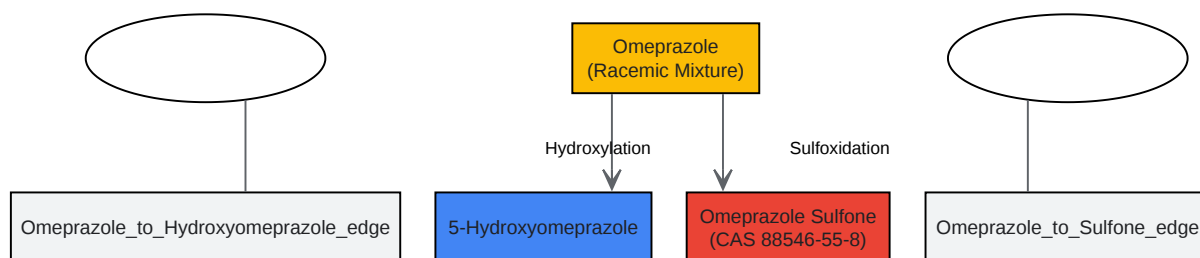 Omeprazole
(Racemic Mixture)
Hydroxylation
Sulfoxidation
Omeprazole_to_Hydroxyomeprazole_edge
5-Hydroxyomeprazole
Omeprazole Sulfone
(CAS 88546-55-8)
Omeprazole_to_Sulfone_edge